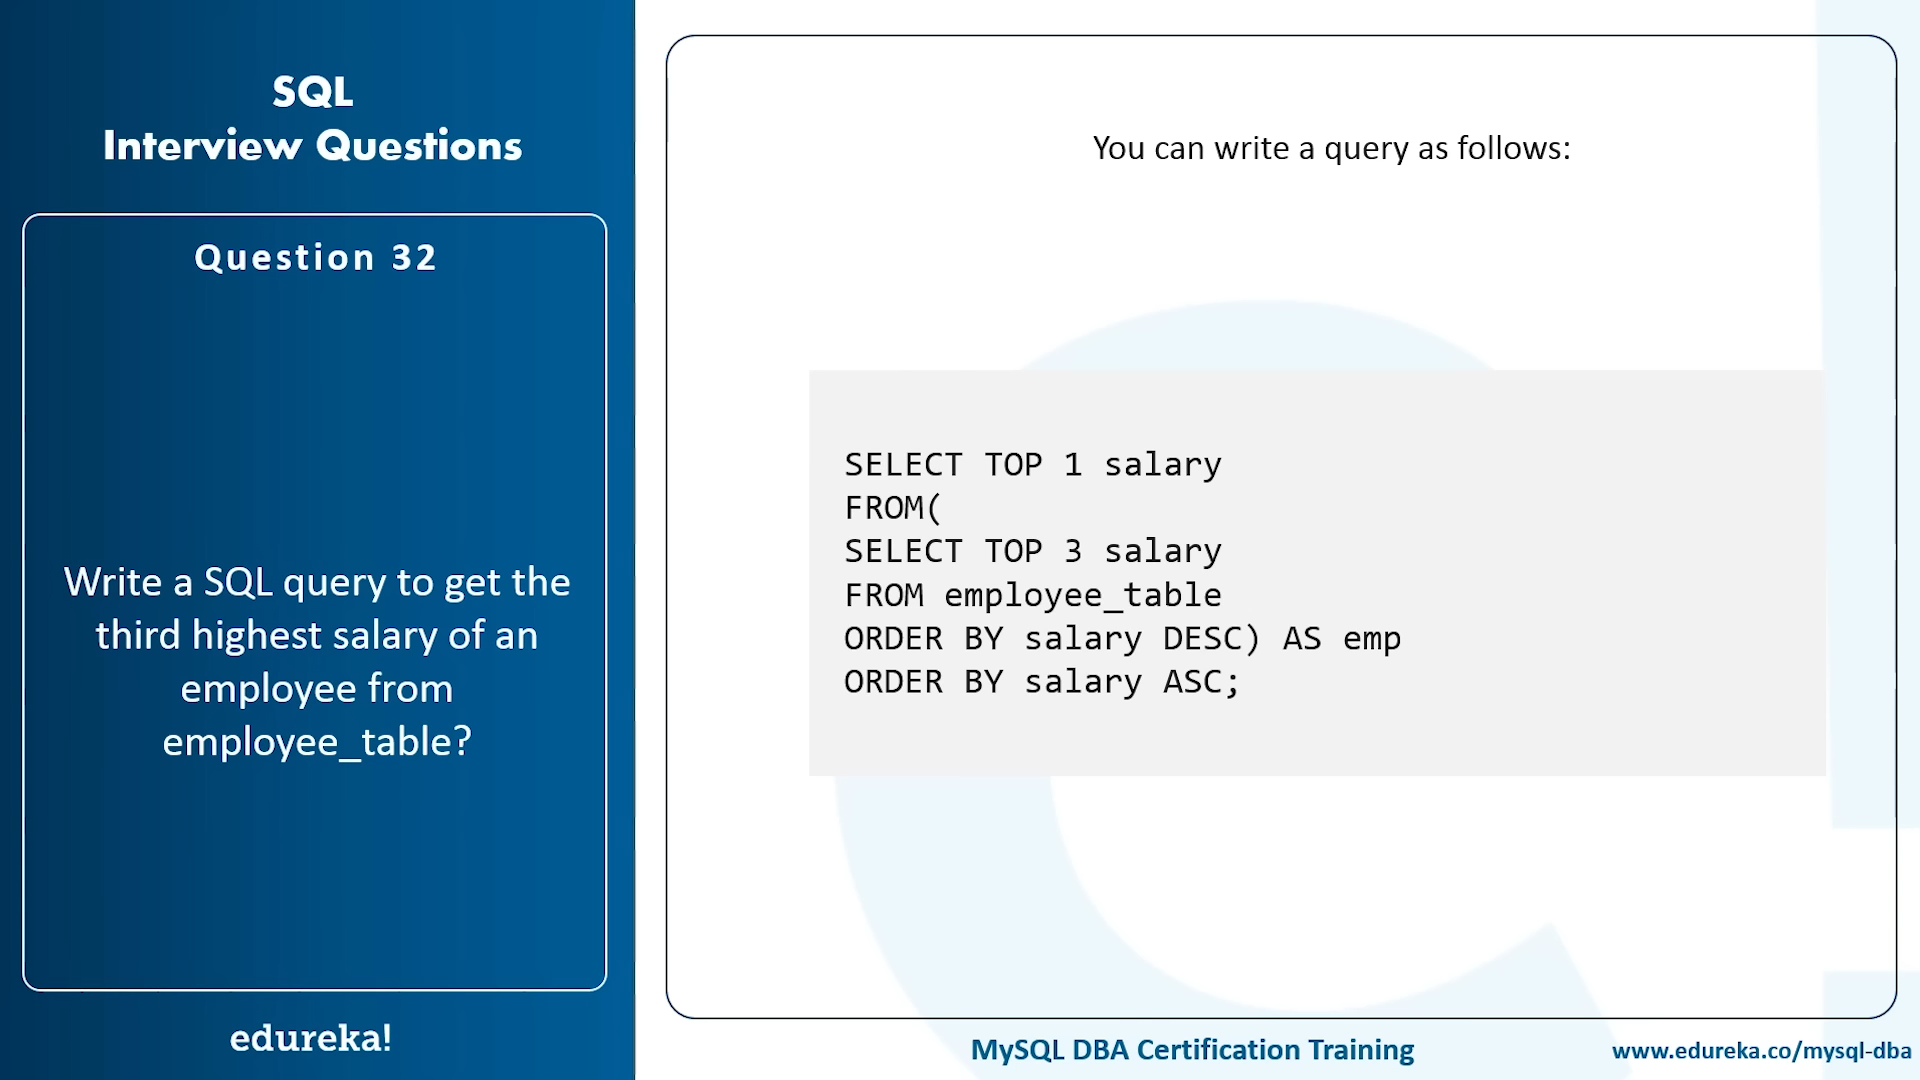 SQL
Interview Questions
Question 32
Write a SQL query to get the
third highest salary of an
employee from
employee_table?
edureka!
You can write a query as follows:
SELECT TOP 1 salary
FROM(
SELECT TOP 3 salary
FROM employee_table
ORDER BY salary DESC) AS emp
ORDER BY salary ASC;
MySQL DBA Certification Training
www.edureka.co/mysql-dba